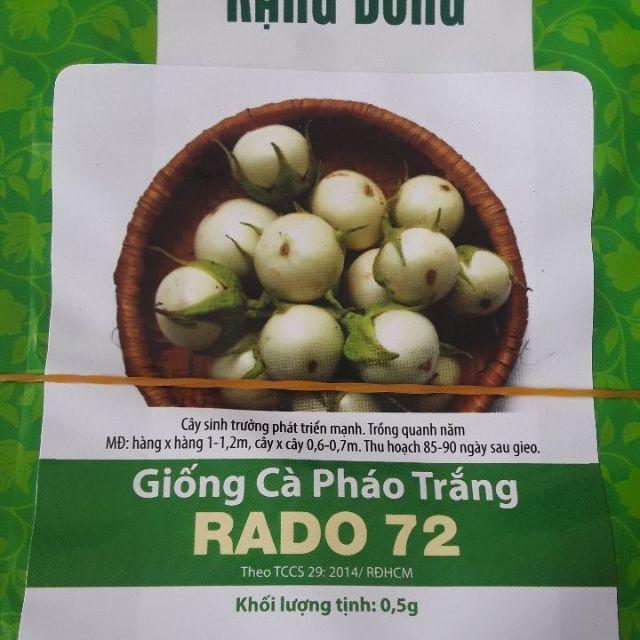 RẠNG ĐÔNG
Cây sinh trưởng phát triển mạnh. Trồng quanh năm
MĐ: hàng x hàng 1-1,2m, cây x cây 0,6-0,7m. Thu hoạch 85-90 ngày sau gieo.
Giống Cà Pháo Trắng
RADO 72
Theo TCCS 29: 2014/ RĐHCM
Khối lượng tịnh: 0,5g